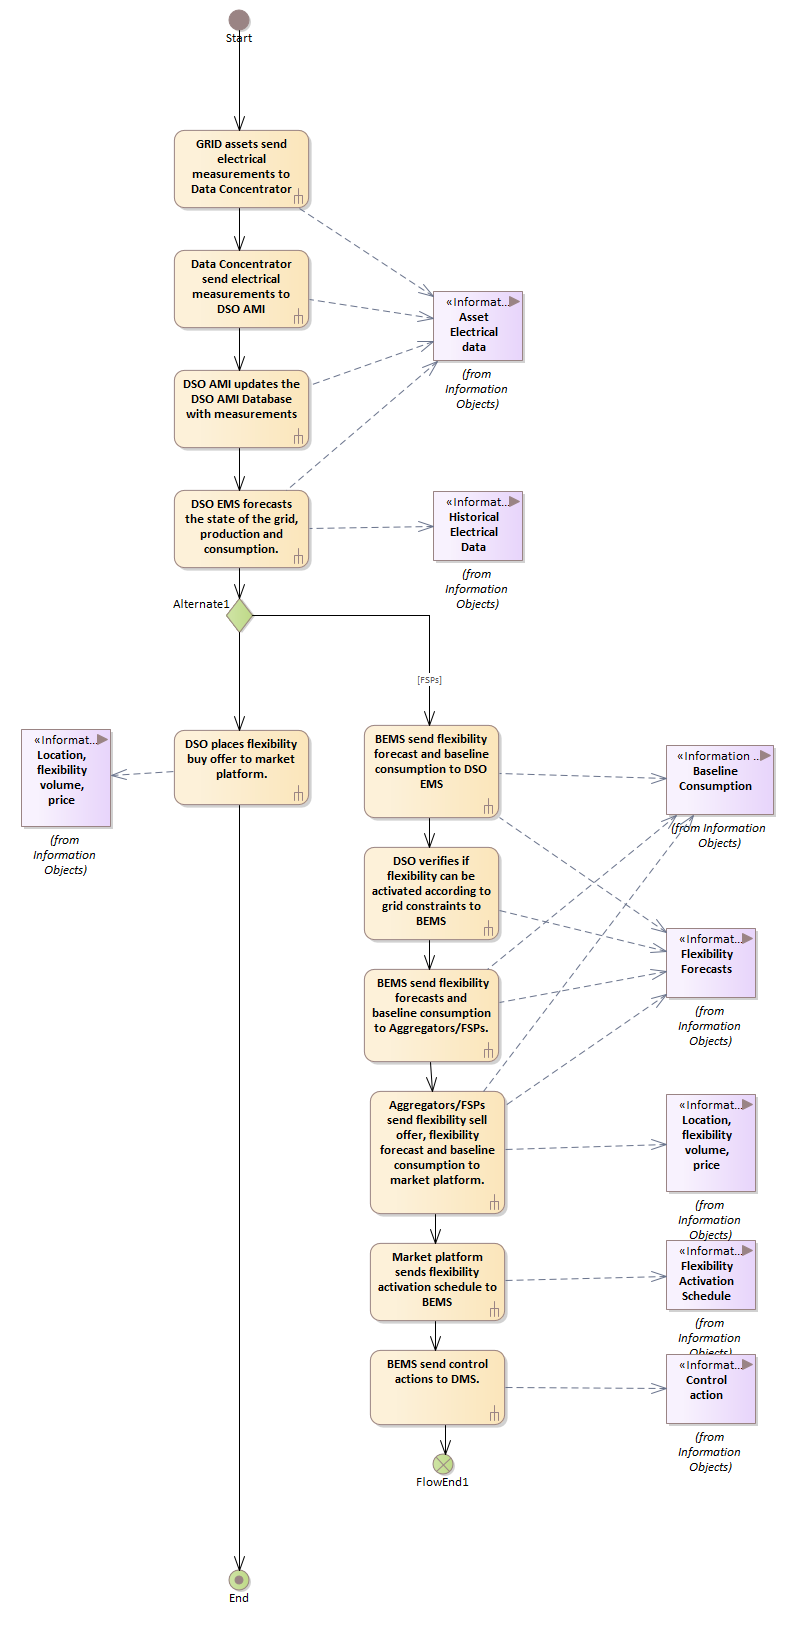 Start
GRID assets send
electrical
measurements to
Data Concentrator
Data Concentrator
send electrical
measurements to
DSO AMI
«Informat...
Asset
Electrical
data
(from
Information
Objects)
DSO AMI updates the
DSO AMI Database
with measurements
DSO EMS forecasts
the state of the grid,
production and
consumption.
«Informat...
Historical
Electrical
Data
(from
Information
Objects)
Alternate1
[FSPs]
«Informat...
Location,
flexibility
volume,
price
(from
Information
Objects)
DSO places flexibility
buy offer to market
platform.
BEMS send flexibility
forecast and baseline
consumption to DSO
EMS
«Information ...
Baseline
Consumption
(from Information
Objects)
DSO verifies if
flexibility can be
activated according to
grid constraints to
BEMS
«Informat...
Flexibility
Forecasts
(from
Information
Objects)
BEMS send flexibility
forecasts and
baseline consumption
to Aggregators/FSPs.
Aggregators/FSPs
send flexibility sell
offer, flexibility
forecast and baseline
consumption to
market platform.
«Informat...
Location,
flexibility
volume,
price
(from
Information
Objects)
Market platform
sends flexibility
activation schedule to
BEMS
«Informat...
Flexibility
Activation
Schedule
(from
Information
Objects)
BEMS send control
actions to DMS.
«Informat...
Control
action
(from
Information
Objects)
FlowEnd1
End